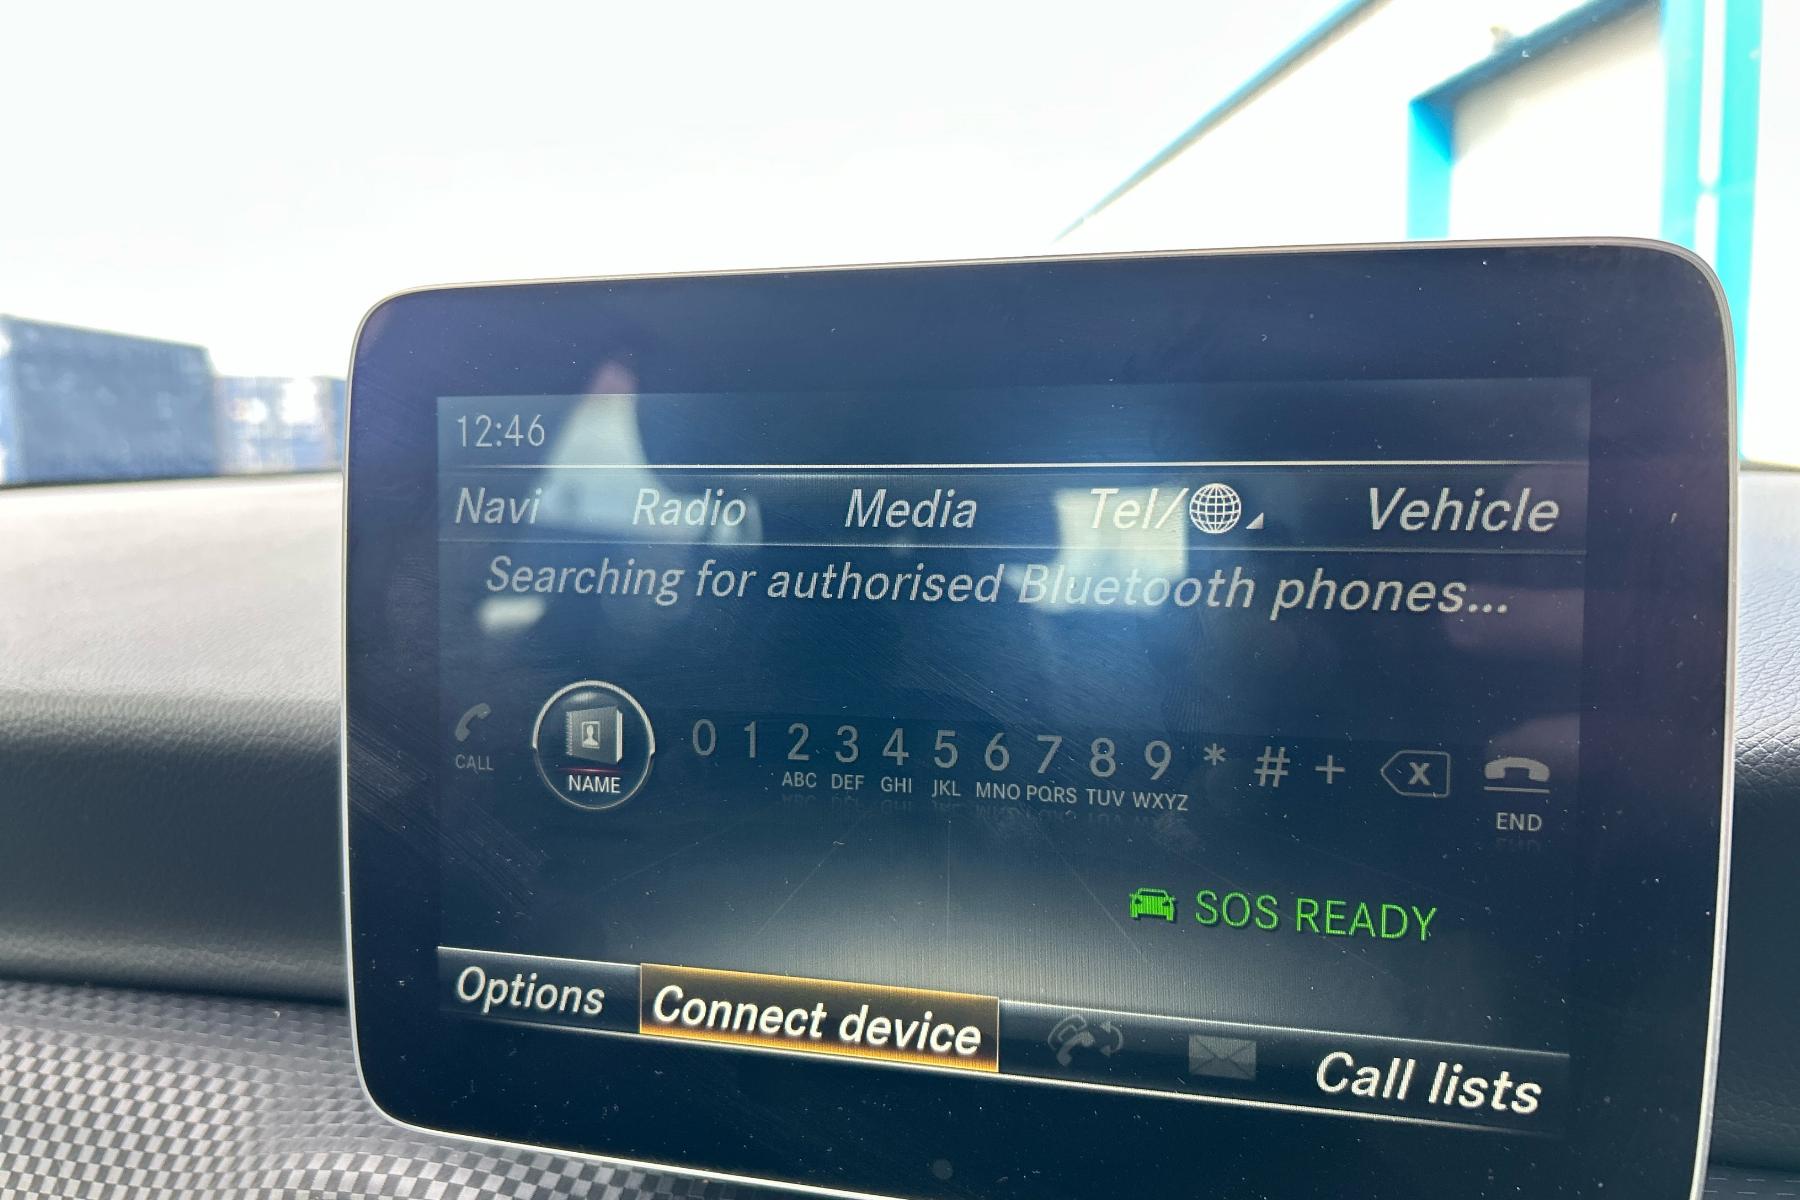 12:46
Navi Radio Media Tel/ Vehicle
Searching for authorised Bluetooth phones...
CALL NAME 0 1 2 3 4 5 6 7 8 9 * # + X END
ABC DEF GHI JKL MNO PQRS TUV WXYZ
SOS READY
Options Connect device Call lists